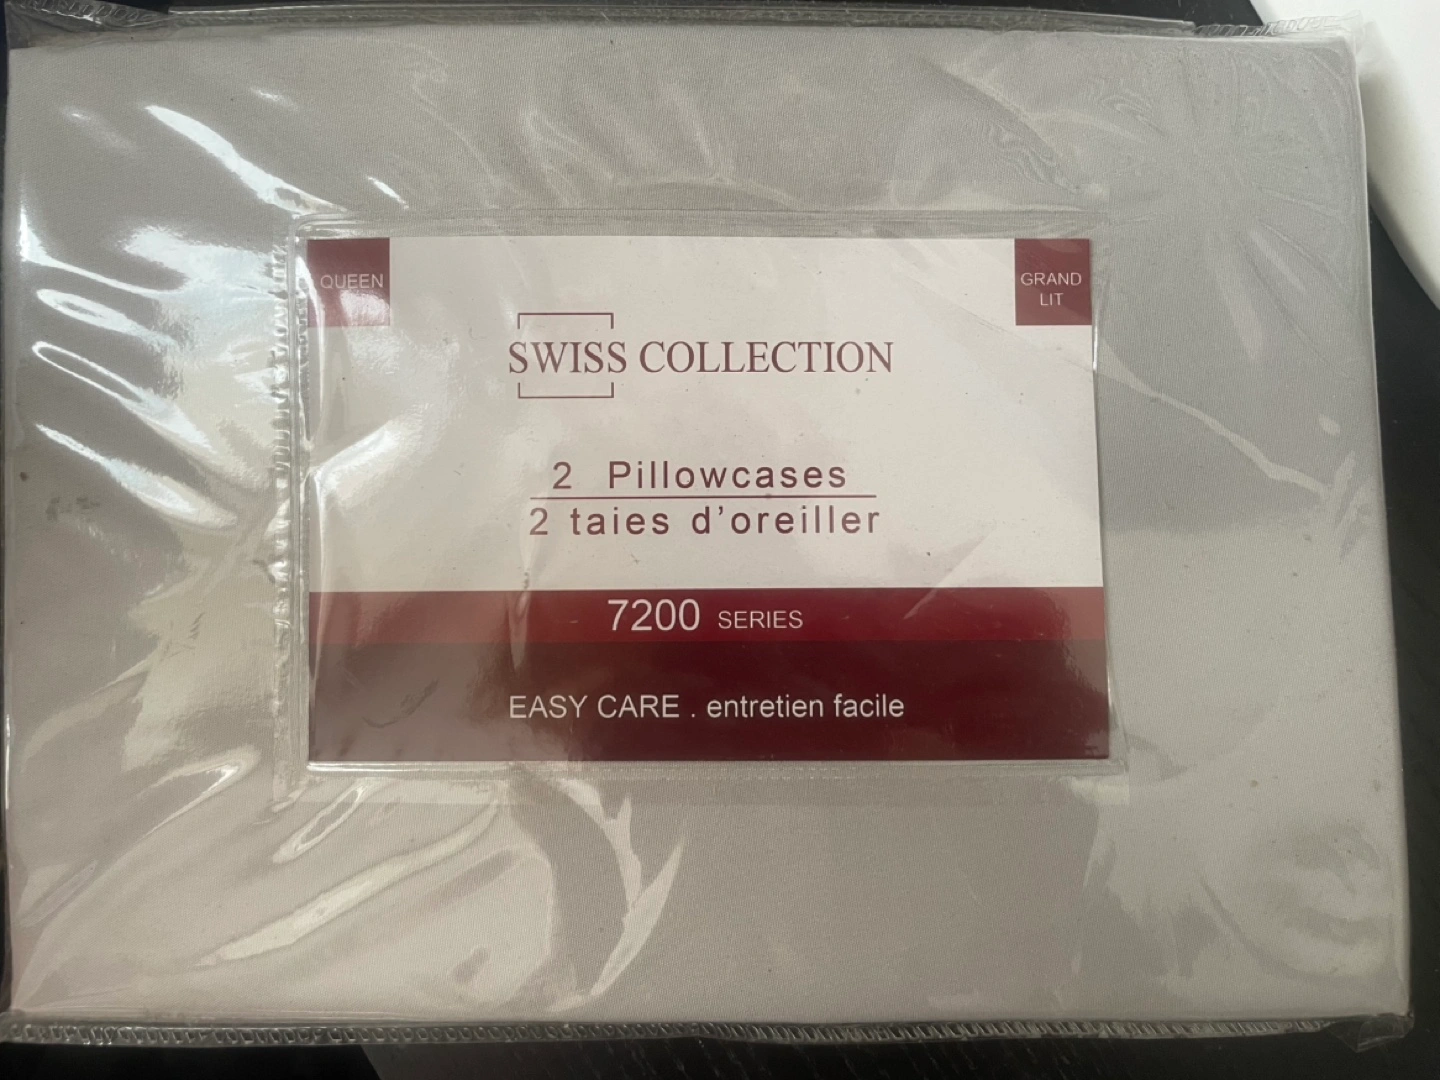 QUEEN
GRAND
LIT
SWISS COLLECTION
2 Pillowcases
2 taies d'oreiller
7200 SERIES
EASY CARE . entretien facile